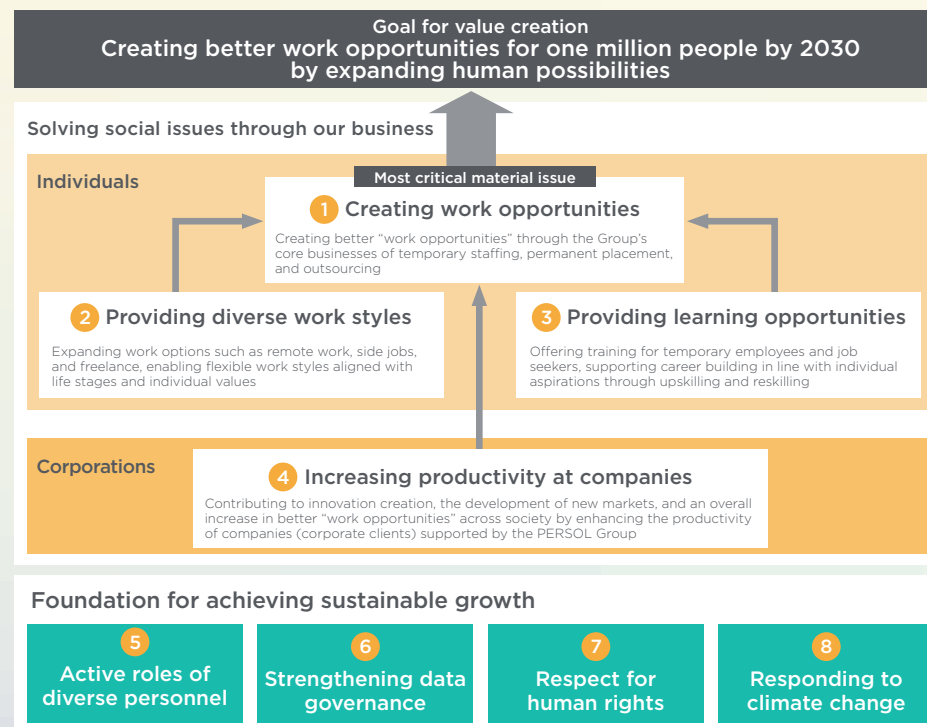 Goal for value creation
Creating better work opportunities for one million people by 2030
by expanding human possibilities
Solving social issues through our business
Individuals
Most critical material issue
1 Creating work opportunities
Creating better “work opportunities” through the Group’s
core businesses of temporary staffing, permanent placement,
and outsourcing
2 Providing diverse work styles
Expanding work options such as remote work, side jobs,
and freelance, enabling flexible work styles aligned with
life stages and individual values
3 Providing learning opportunities
Offering training for temporary employees and job
seekers, supporting career building in line with individual
aspirations through upskilling and reskilling
Corporations
4 Increasing productivity at companies
Contributing to innovation creation, the development of new markets, and an overall
increase in better “work opportunities” across society by enhancing the productivity
of companies (corporate clients) supported by the PERSOL Group
Foundation for achieving sustainable growth
5
Active roles of
diverse personnel
6
Strengthening data
governance
7
Respect for
human rights
8
Responding to
climate change